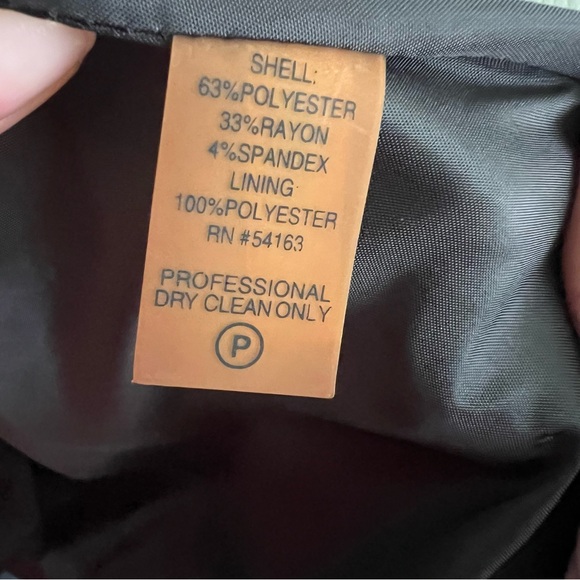 SHELL:
63%POLYESTER
33%RAYON
4%SPANDEX
LINING
100%POLYESTER
RN #54163
PROFESSIONAL
DRY CLEAN ONLY
P